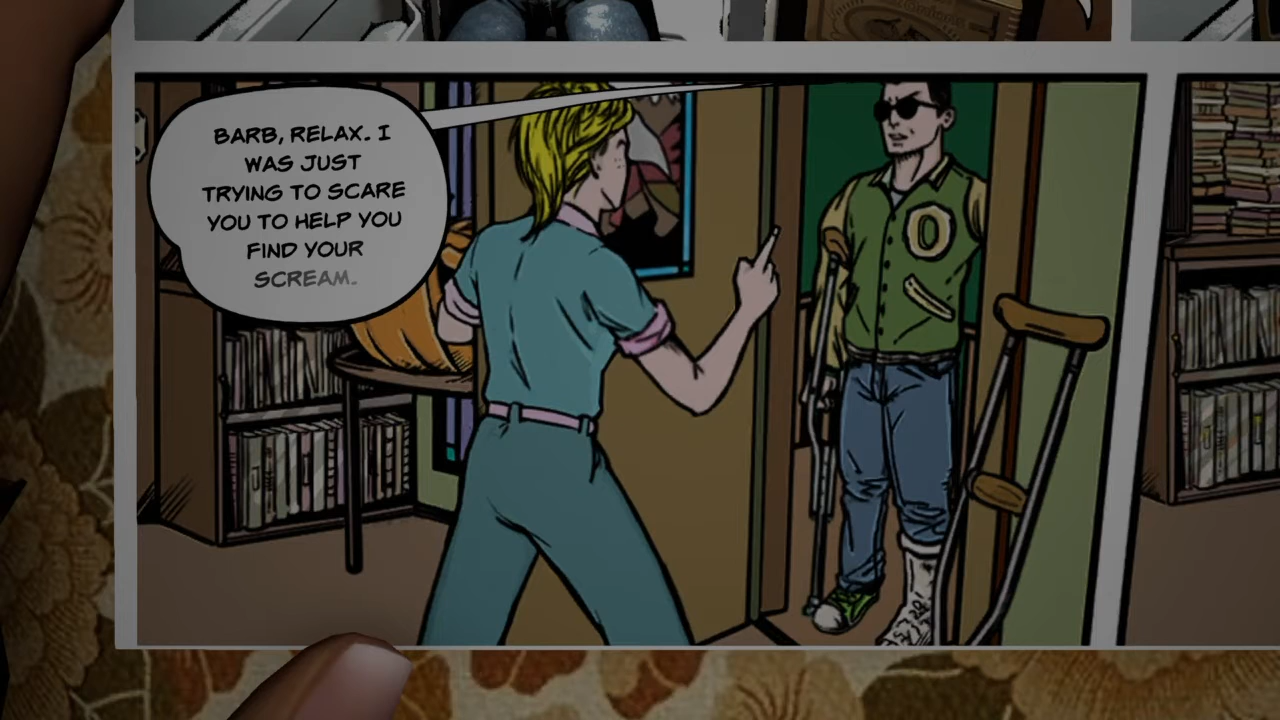 BARB, RELAX. I
WAS JUST
TRYING TO SCARE
YOU TO HELP YOU
FIND YOUR
SCREAM.
O